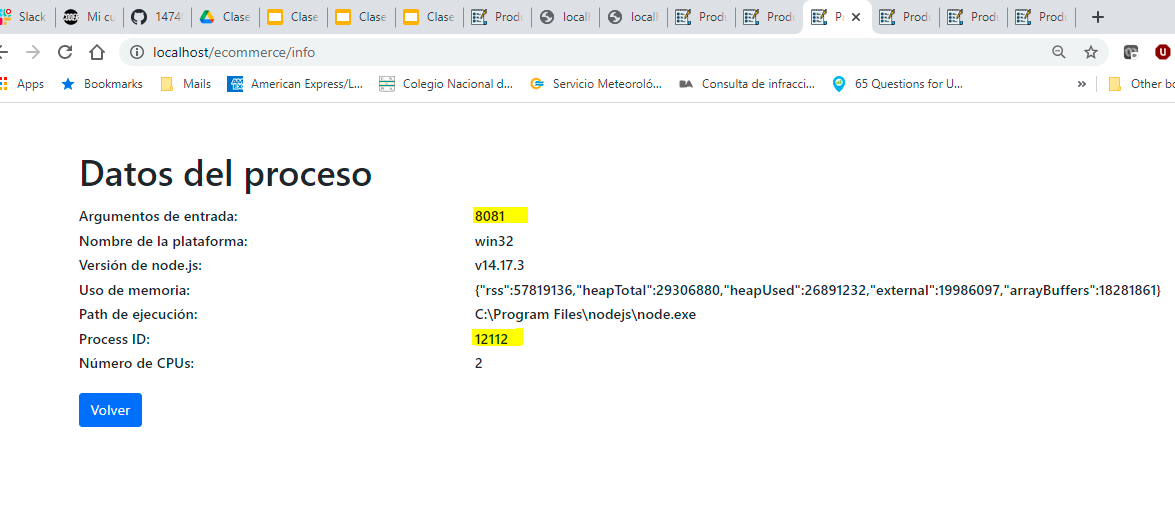 Slack Mi cu 1474 Clase Clase Clase Clase Produ localh localh Produ Produ P Produ Produ Produ
localhost/ecommerce/info
Apps Bookmarks Mails American Express/L... Colegio Nacional d... Servicio Meteoroló... Consulta de infracci... 65 Questions for U... » Other bo
Datos del proceso
Argumentos de entrada: 8081
Nombre de la plataforma: win32
Versión de node.js: v14.17.3
Uso de memoria: {"rss":57819136,"heapTotal":29306880,"heapUsed":26891232,"external":19986097,"arrayBuffers":18281861}
Path de ejecución: C:\Program Files\nodejs\node.exe
Process ID: 12112
Número de CPUs: 2
Volver